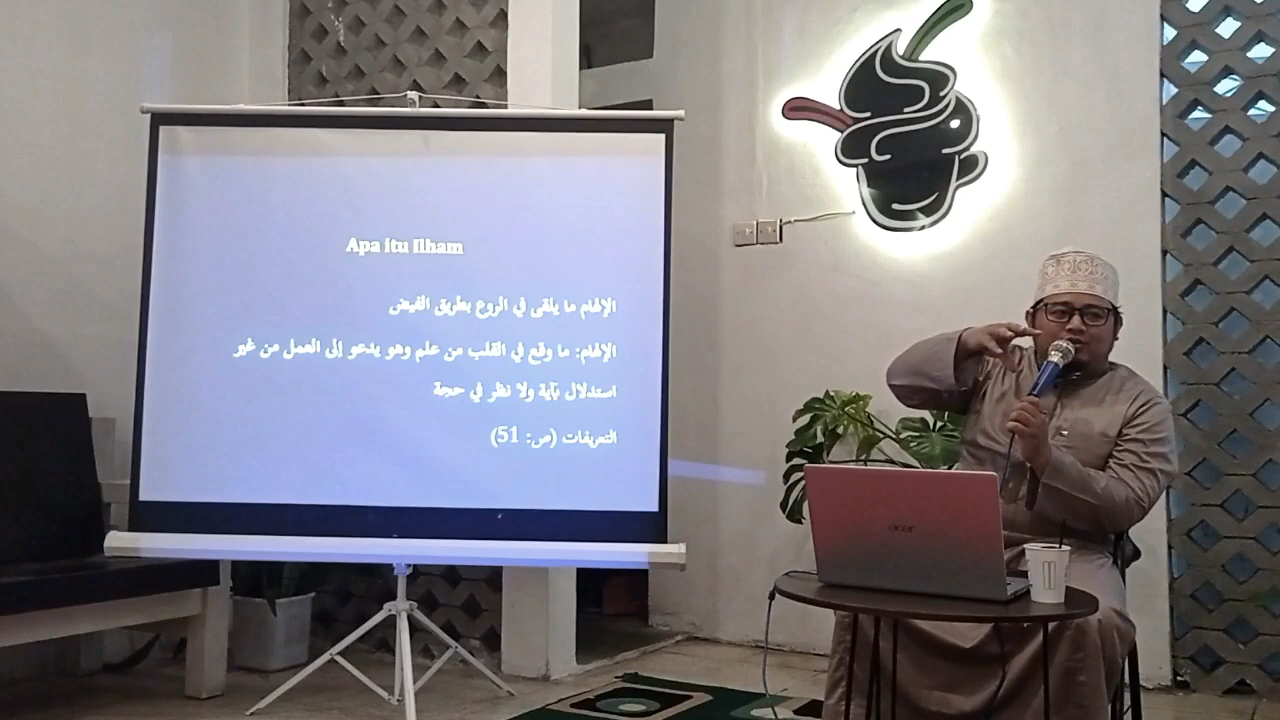 Apa itu Ilham
الإلهام ما يلقى في الروع بطريق الفيض
الإلهام: ما وقع في القلب من علم وهو يدعو إلى العمل من غير
استدلال بآية ولا نظر في حجة
التعريفات (ص: 51)
acer